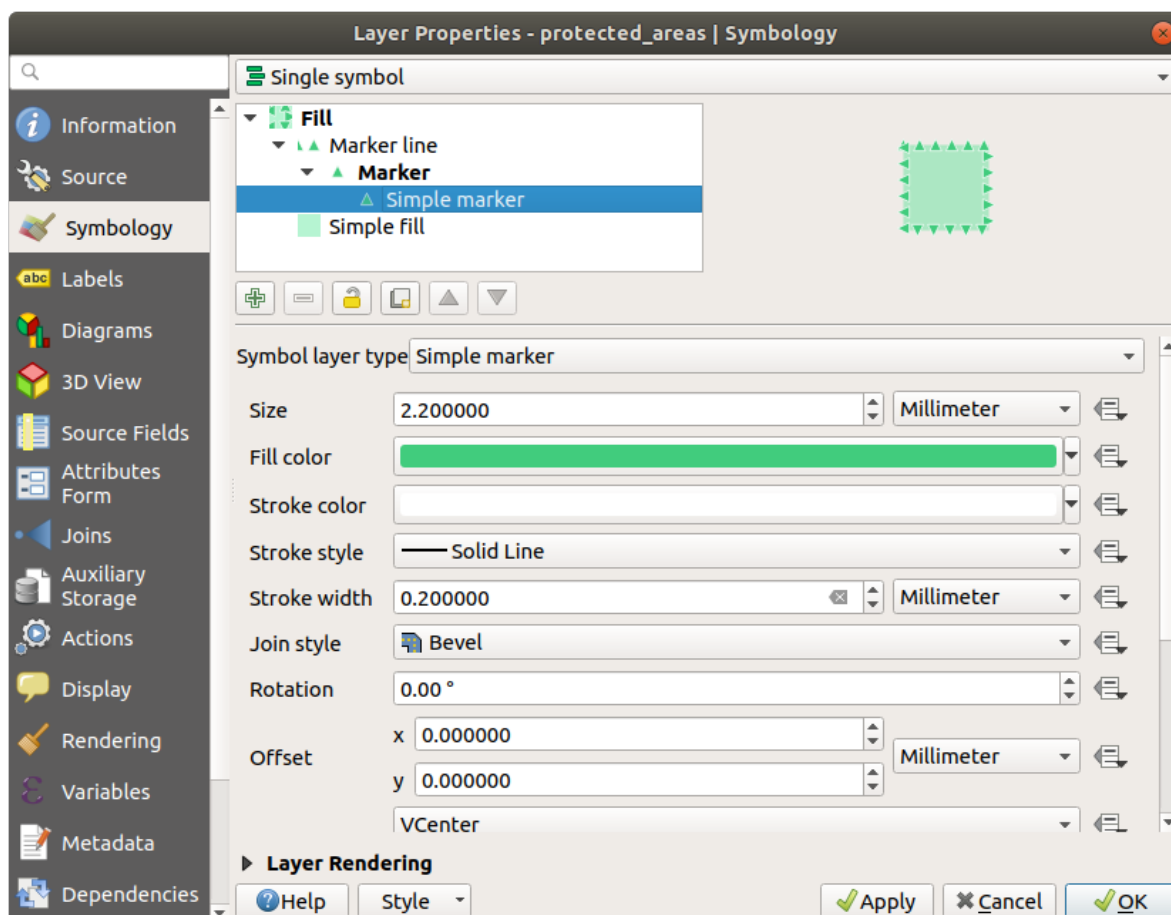 Layer Properties - protected_areas | Symbology
Single symbol
Information
Source
Symbology
abc Labels
Diagrams
3D View
Source Fields
Attributes
Form
Joins
Auxiliary
Storage
Actions
Display
Rendering
Variables
Metadata
Dependencies
Fill
Marker line
Marker
Simple marker
Simple fill
Symbol layer type Simple marker
Size 2.200000 Millimeter
Fill color
Stroke color
Stroke style Solid Line
Stroke width 0.200000 Millimeter
Join style Bevel
Rotation 0.00 °
Offset x 0.000000 Millimeter
y 0.000000
VCenter
Layer Rendering
Help Style Apply Cancel OK